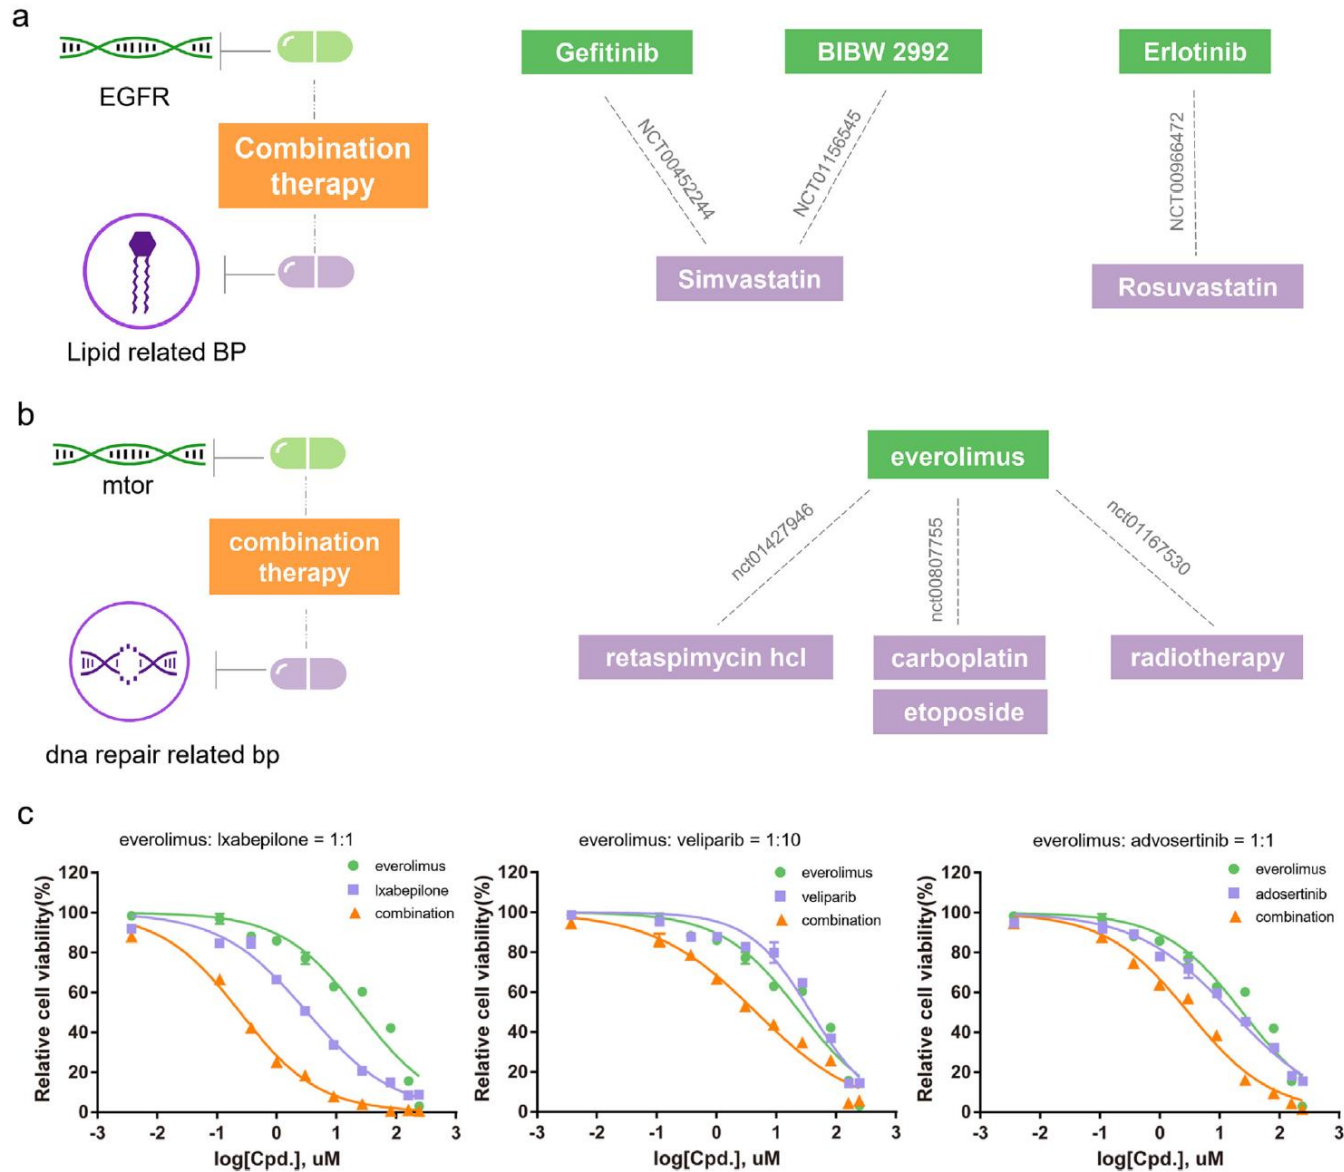 a
EGFR
Combination
therapy
Lipid related BP
Gefitinib
BIBW 2992
Erlotinib
NCT00452244
NCT01156545
NCT00966472
Simvastatin
Rosuvastatin
b
mtor
combination
therapy
dna repair related bp
everolimus
nct01427946
nct00807755
nct01167530
retaspimycin hcl
carboplatin
radiotherapy
etoposide
c
everolimus: Ixabepilone = 1:1
everolimus
Ixabepilone
combination
Relative cell viability(%)
120
100
80
60
40
20
0
-3 -2 -1 0 1 2 3
log[Cpd.], uM
everolimus: veliparib = 1:10
everolimus
veliparib
combination
Relative cell viability(%)
120
100
80
60
40
20
0
-3 -2 -1 0 1 2 3
log[Cpd.], uM
everolimus: advosertinib = 1:1
everolimus
adosertinib
combination
Relative cell viability(%)
120
100
80
60
40
20
0
-3 -2 -1 0 1 2 3
log[Cpd.], uM